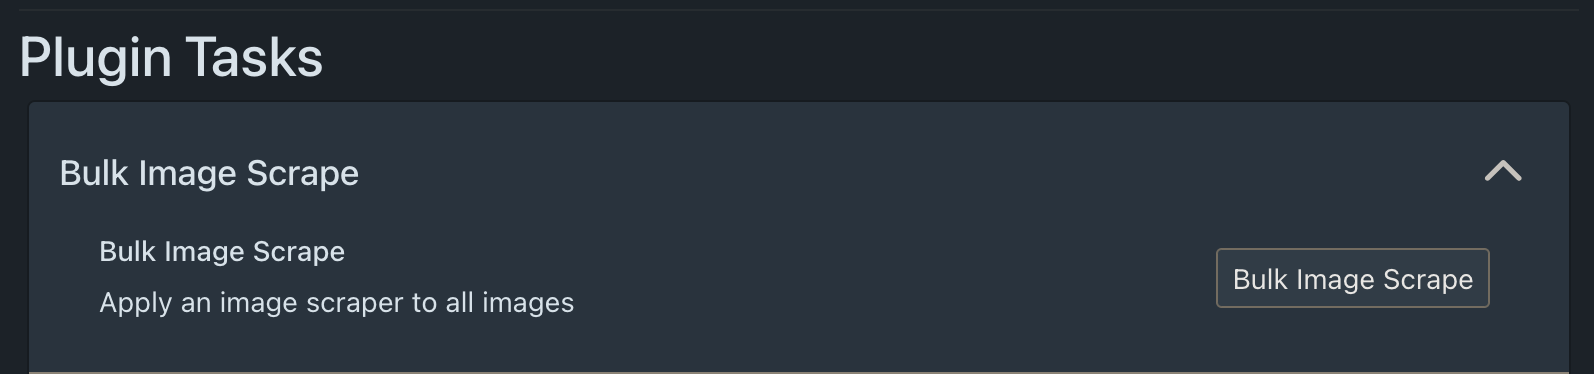 Plugin Tasks
Bulk Image Scrape
Bulk Image Scrape
Apply an image scraper to all images
Bulk Image Scrape